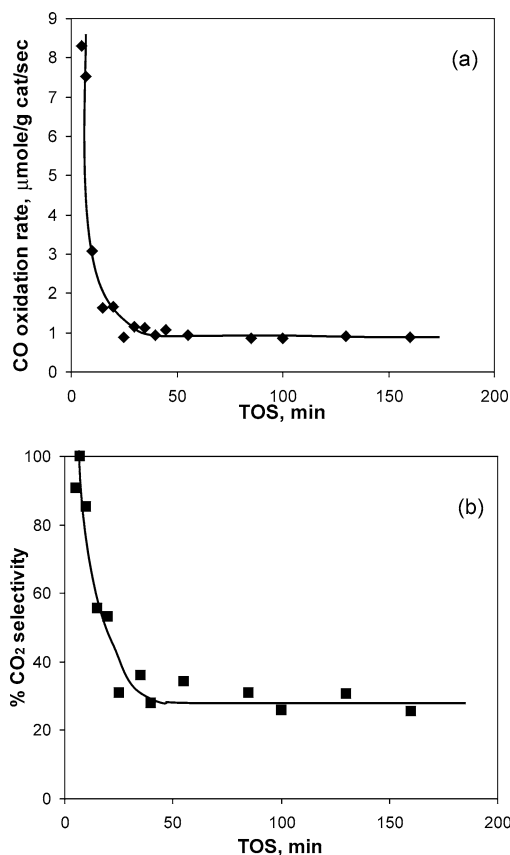 (a)
CO oxidation rate, μmole/g cat/sec
9
8
7
6
5
4
3
2
1
0
0 50 100 150 200
TOS, min
(b)
% CO₂ selectivity
100
80
60
40
20
0
0 50 100 150 200
TOS, min